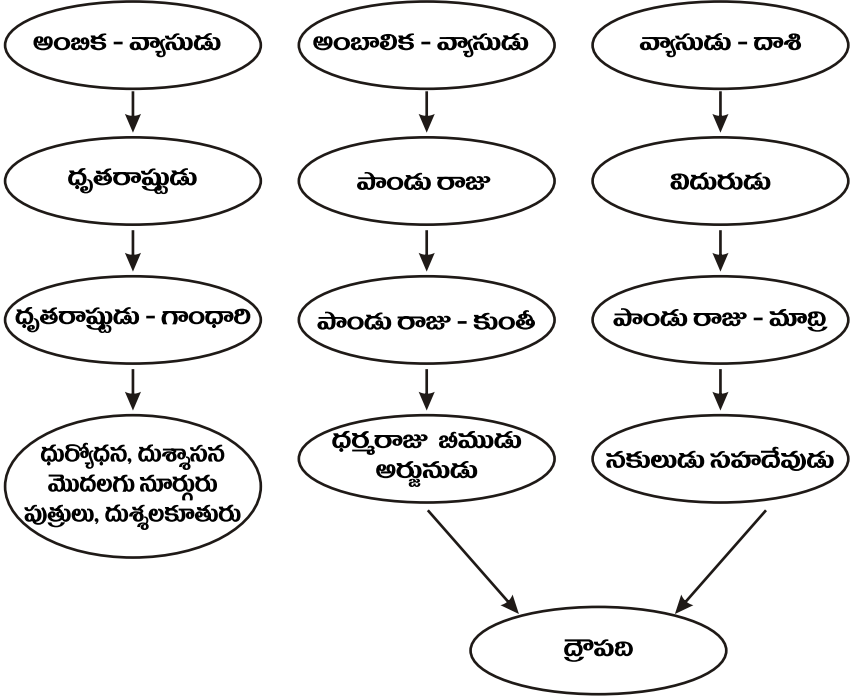 అంబిక - వ్యాసుడు
అంబాలిక - వ్యాసుడు
వ్యాసుడు - దాశి
ధృతరాష్ట్రుడు
పాండు రాజు
విదురుడు
ధృతరాష్ట్రుడు - గాంధారి
పాండు రాజు - కుంతీ
పాండు రాజు - మాద్రి
ధుర్యోధన, దుశ్శాసన
మొదలగు నూర్గురు
పుత్రులు, దుశ్శలకూతురు
ధర్మరాజు బీముడు
అర్జునుడు
నకులుడు సహదేవుడు
ద్రౌపది